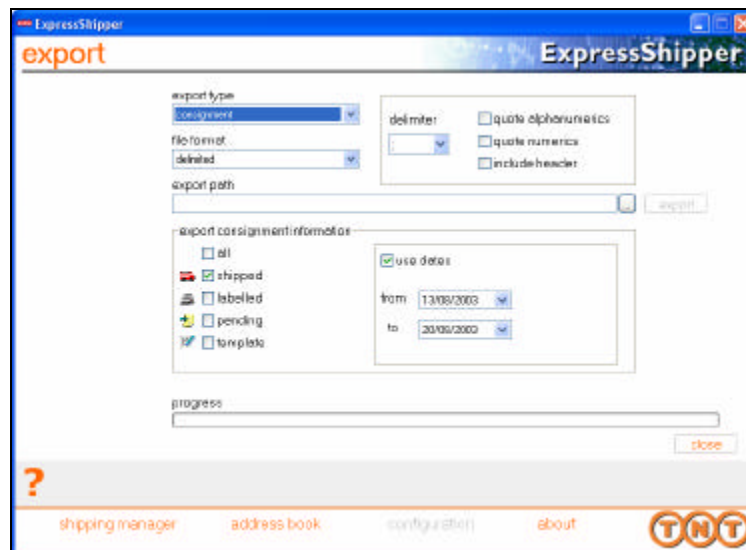 ExpressShipper
export
ExpressShipper
export type
consignment
file format
delimited
delimiter
;
quote alphanumerics
quote numerics
include header
export path
...
export
export consignment information
all
shipped
labelled
pending
template
use dates
from 13/08/2003
to 20/08/2003
progress
close
?
shipping manager
address book
configuration
about
TNT